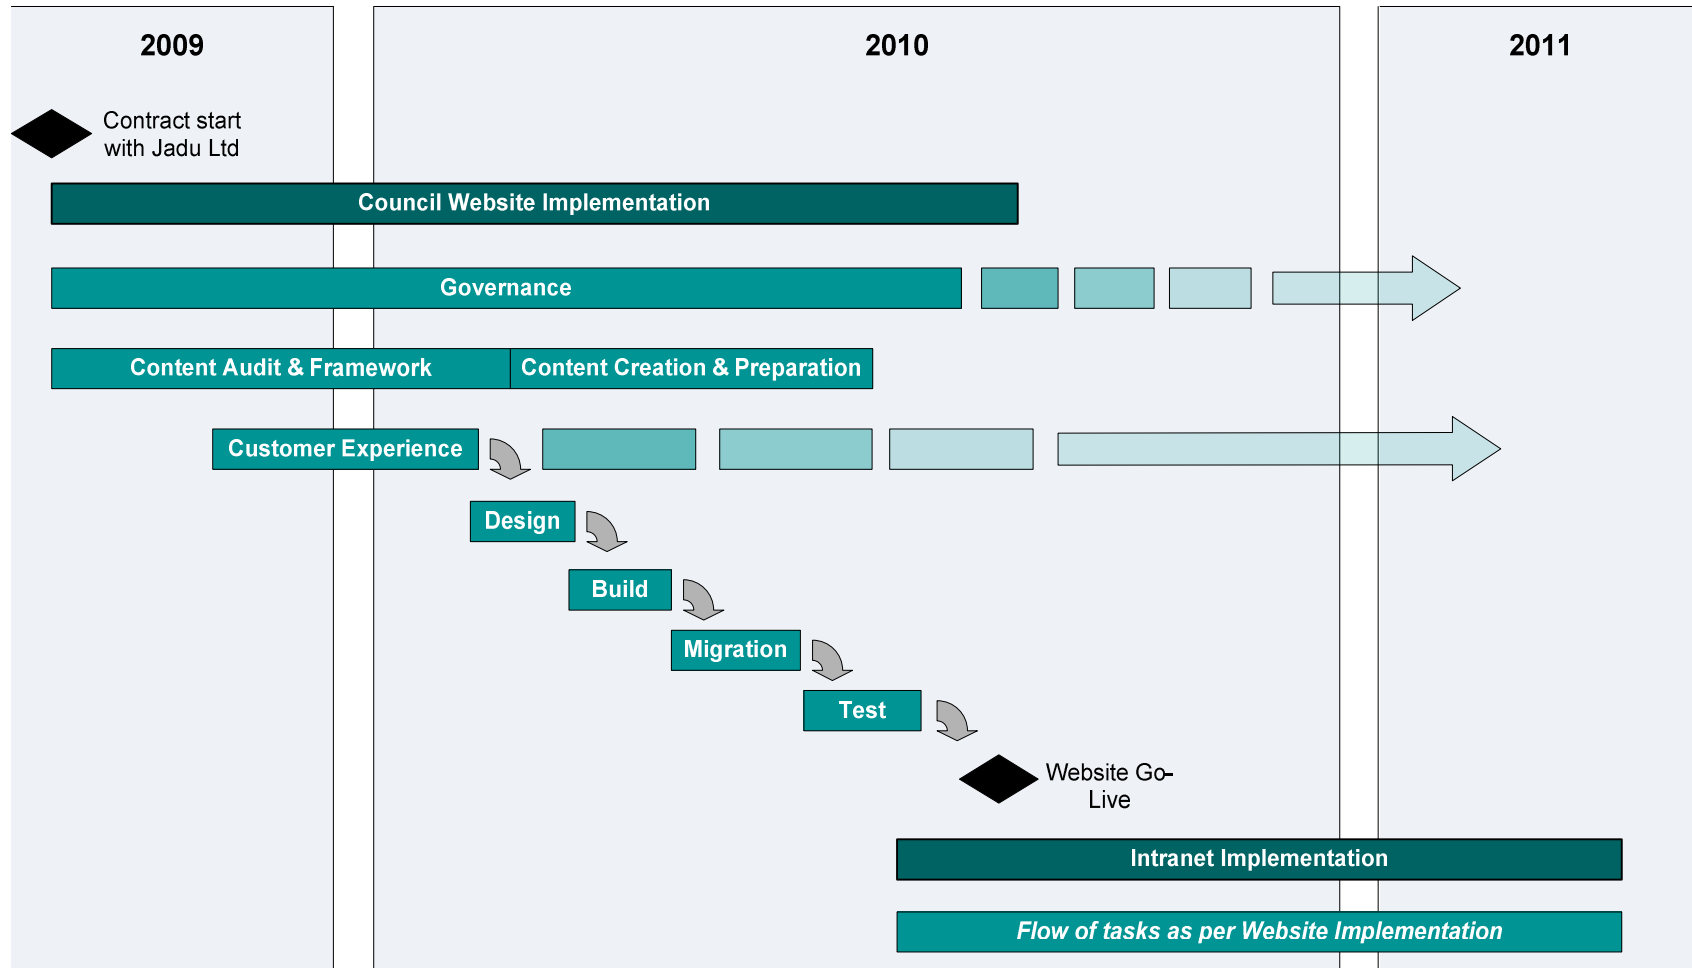 2009
2010
2011
Contract start
with Jadu Ltd
Council Website Implementation
Governance
Content Audit & Framework
Content Creation & Preparation
Customer Experience
Design
Build
Migration
Test
Website Go-
Live
Intranet Implementation
Flow of tasks as per Website Implementation